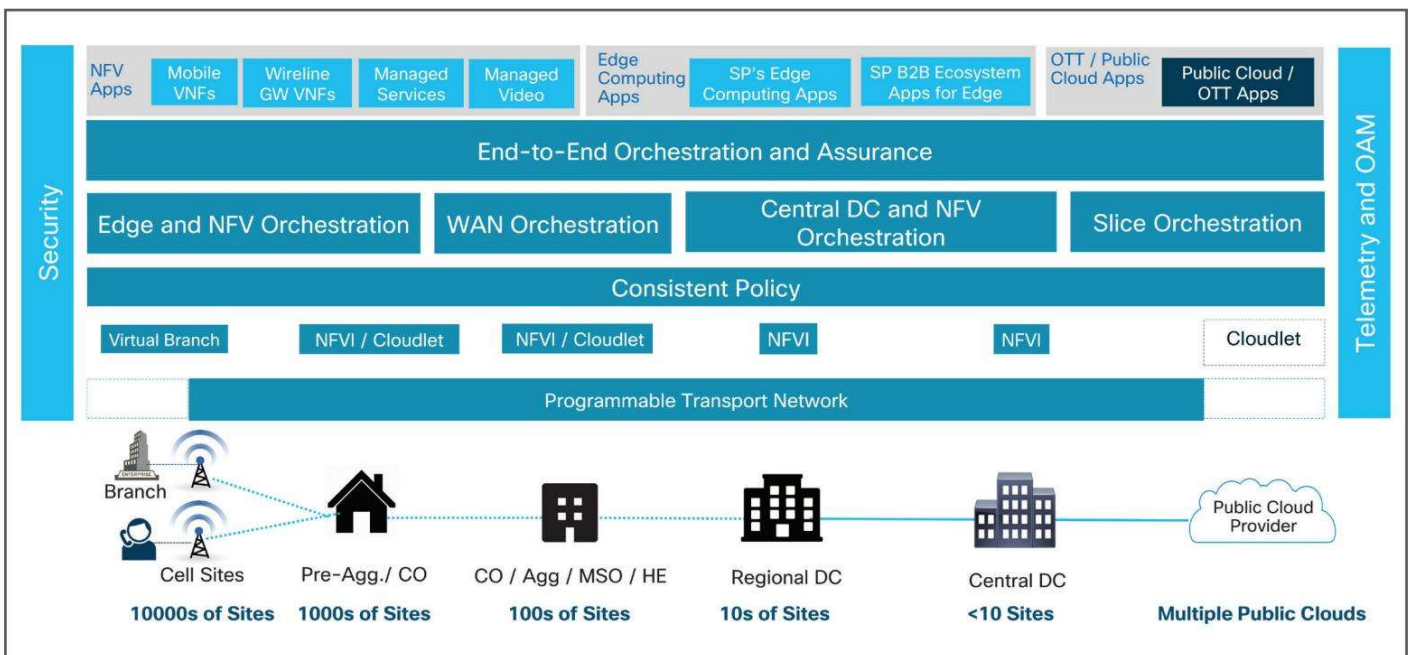 Security
NFV
Apps
Mobile
VNFs
Wireline
GW VNFs
Managed
Services
Managed
Video
Edge
Computing
Apps
SP's Edge
Computing Apps
SP B2B Ecosystem
Apps for Edge
OTT / Public
Cloud Apps
Public Cloud /
OTT Apps
Telemetry and OAM
End-to-End Orchestration and Assurance
Edge and NFV Orchestration
WAN Orchestration
Central DC and NFV
Orchestration
Slice Orchestration
Consistent Policy
Virtual Branch
NFVI / Cloudlet
NFVI / Cloudlet
NFVI
NFVI
Cloudlet
Programmable Transport Network
ENTERPRISE
Branch
Public Cloud
Provider
Cell Sites
Pre-Agg./ CO
CO / Agg / MSO / HE
Regional DC
Central DC
10000s of Sites
1000s of Sites
100s of Sites
10s of Sites
<10 Sites
Multiple Public Clouds